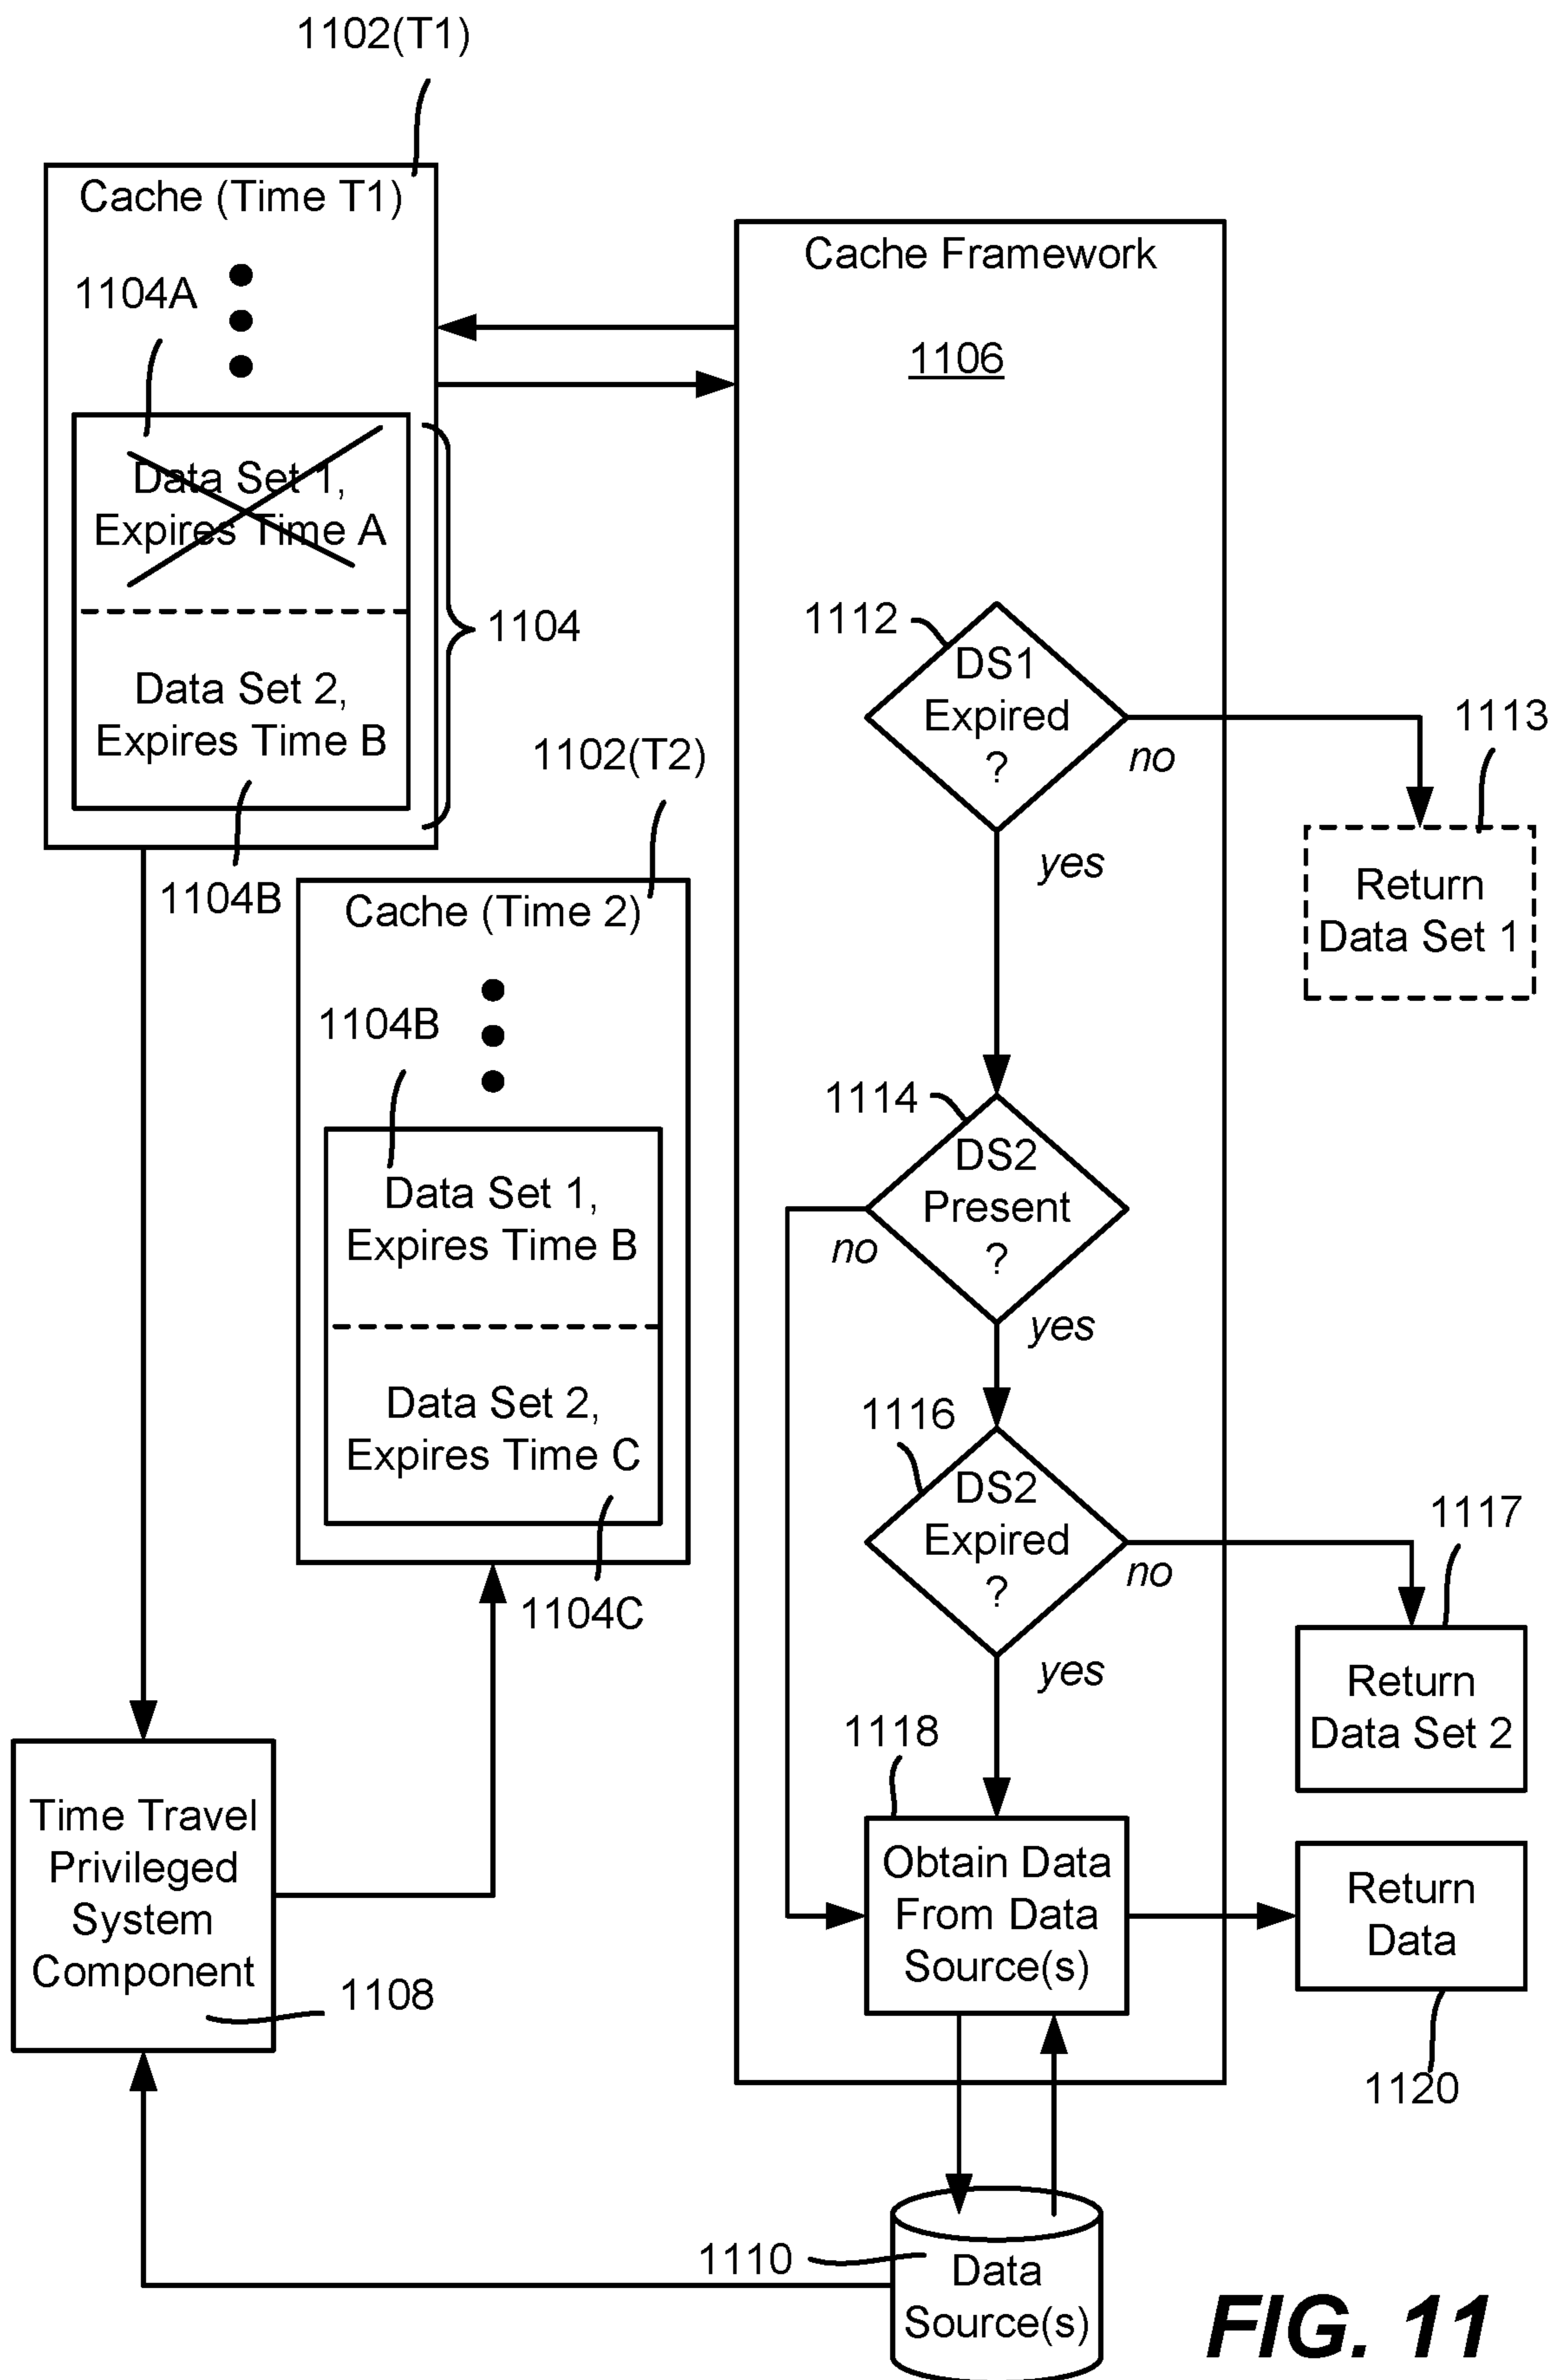 1102(T1)
Cache (Time T1)
1104A
Data Set 1,
Expires Time A
1104
Data Set 2,
Expires Time B
1104B
1102(T2)
Cache (Time 2)
1104B
Data Set 1,
Expires Time B
Data Set 2,
Expires Time C
1104C
Time Travel
Privileged
System
Component
1108
Cache Framework
1106
1112
DS1
Expired
?
no
yes
1113
Return
Data Set 1
1114
DS2
Present
?
no
yes
1116
DS2
Expired
?
no
yes
1117
Return
Data Set 2
1118
Obtain Data
From Data
Source(s)
Return
Data
1120
1110
Data
Source(s)
FIG. 11